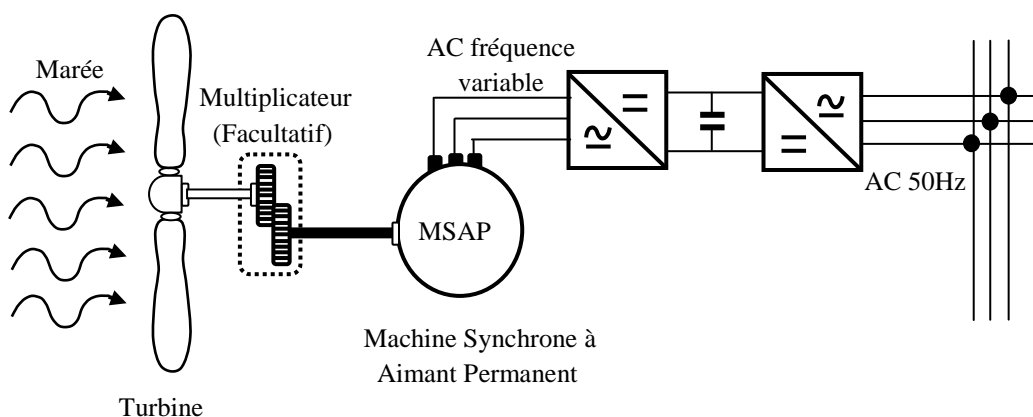 AC fréquence
variable
Marée
Multiplicateur
(Facultatif)
AC 50Hz
MSAP
Machine Synchrone à
Aimant Permanent
Turbine